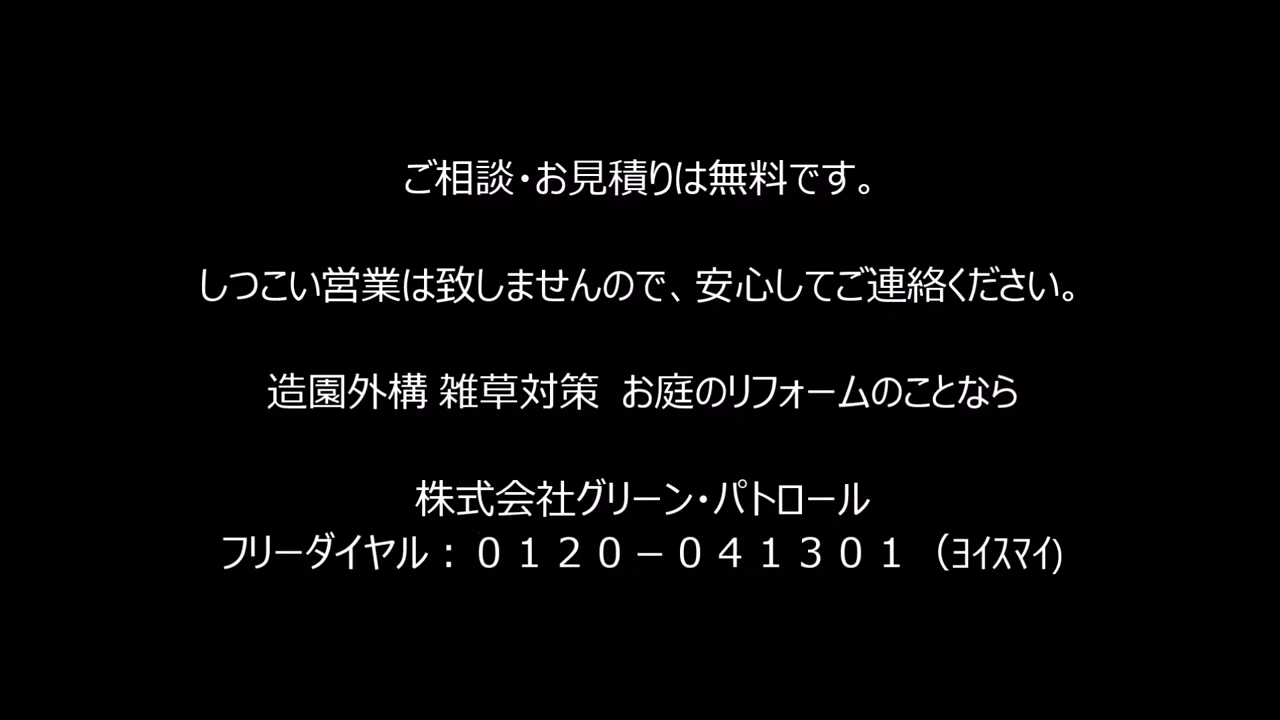 ご相談・お見積りは無料です。
しつこい営業は致しませんので、安心してご連絡ください。
造園外構 雑草対策 お庭のリフォームのことなら
株式会社グリーン・パトロール
フリーダイヤル：０１２０－０４１３０１（ﾖｲｽﾏｲ)